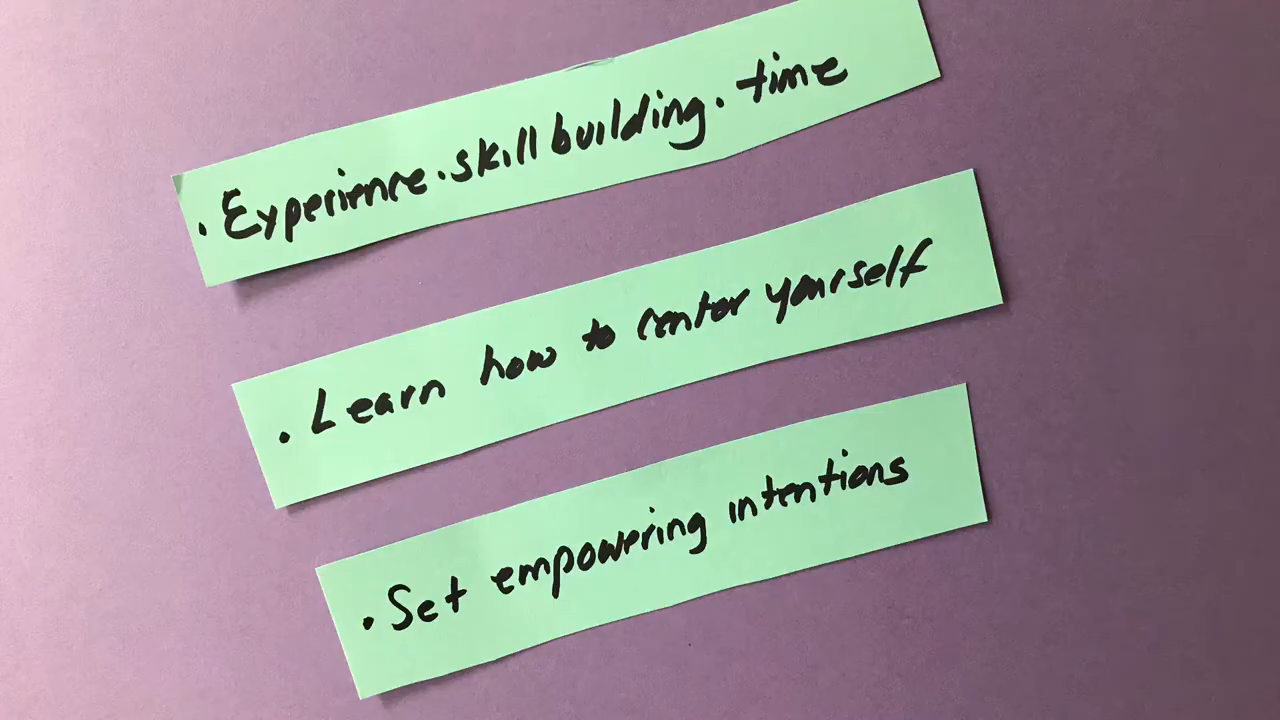 · Experience · skill building · time
· Learn how to center yourself
· Set empowering intentions